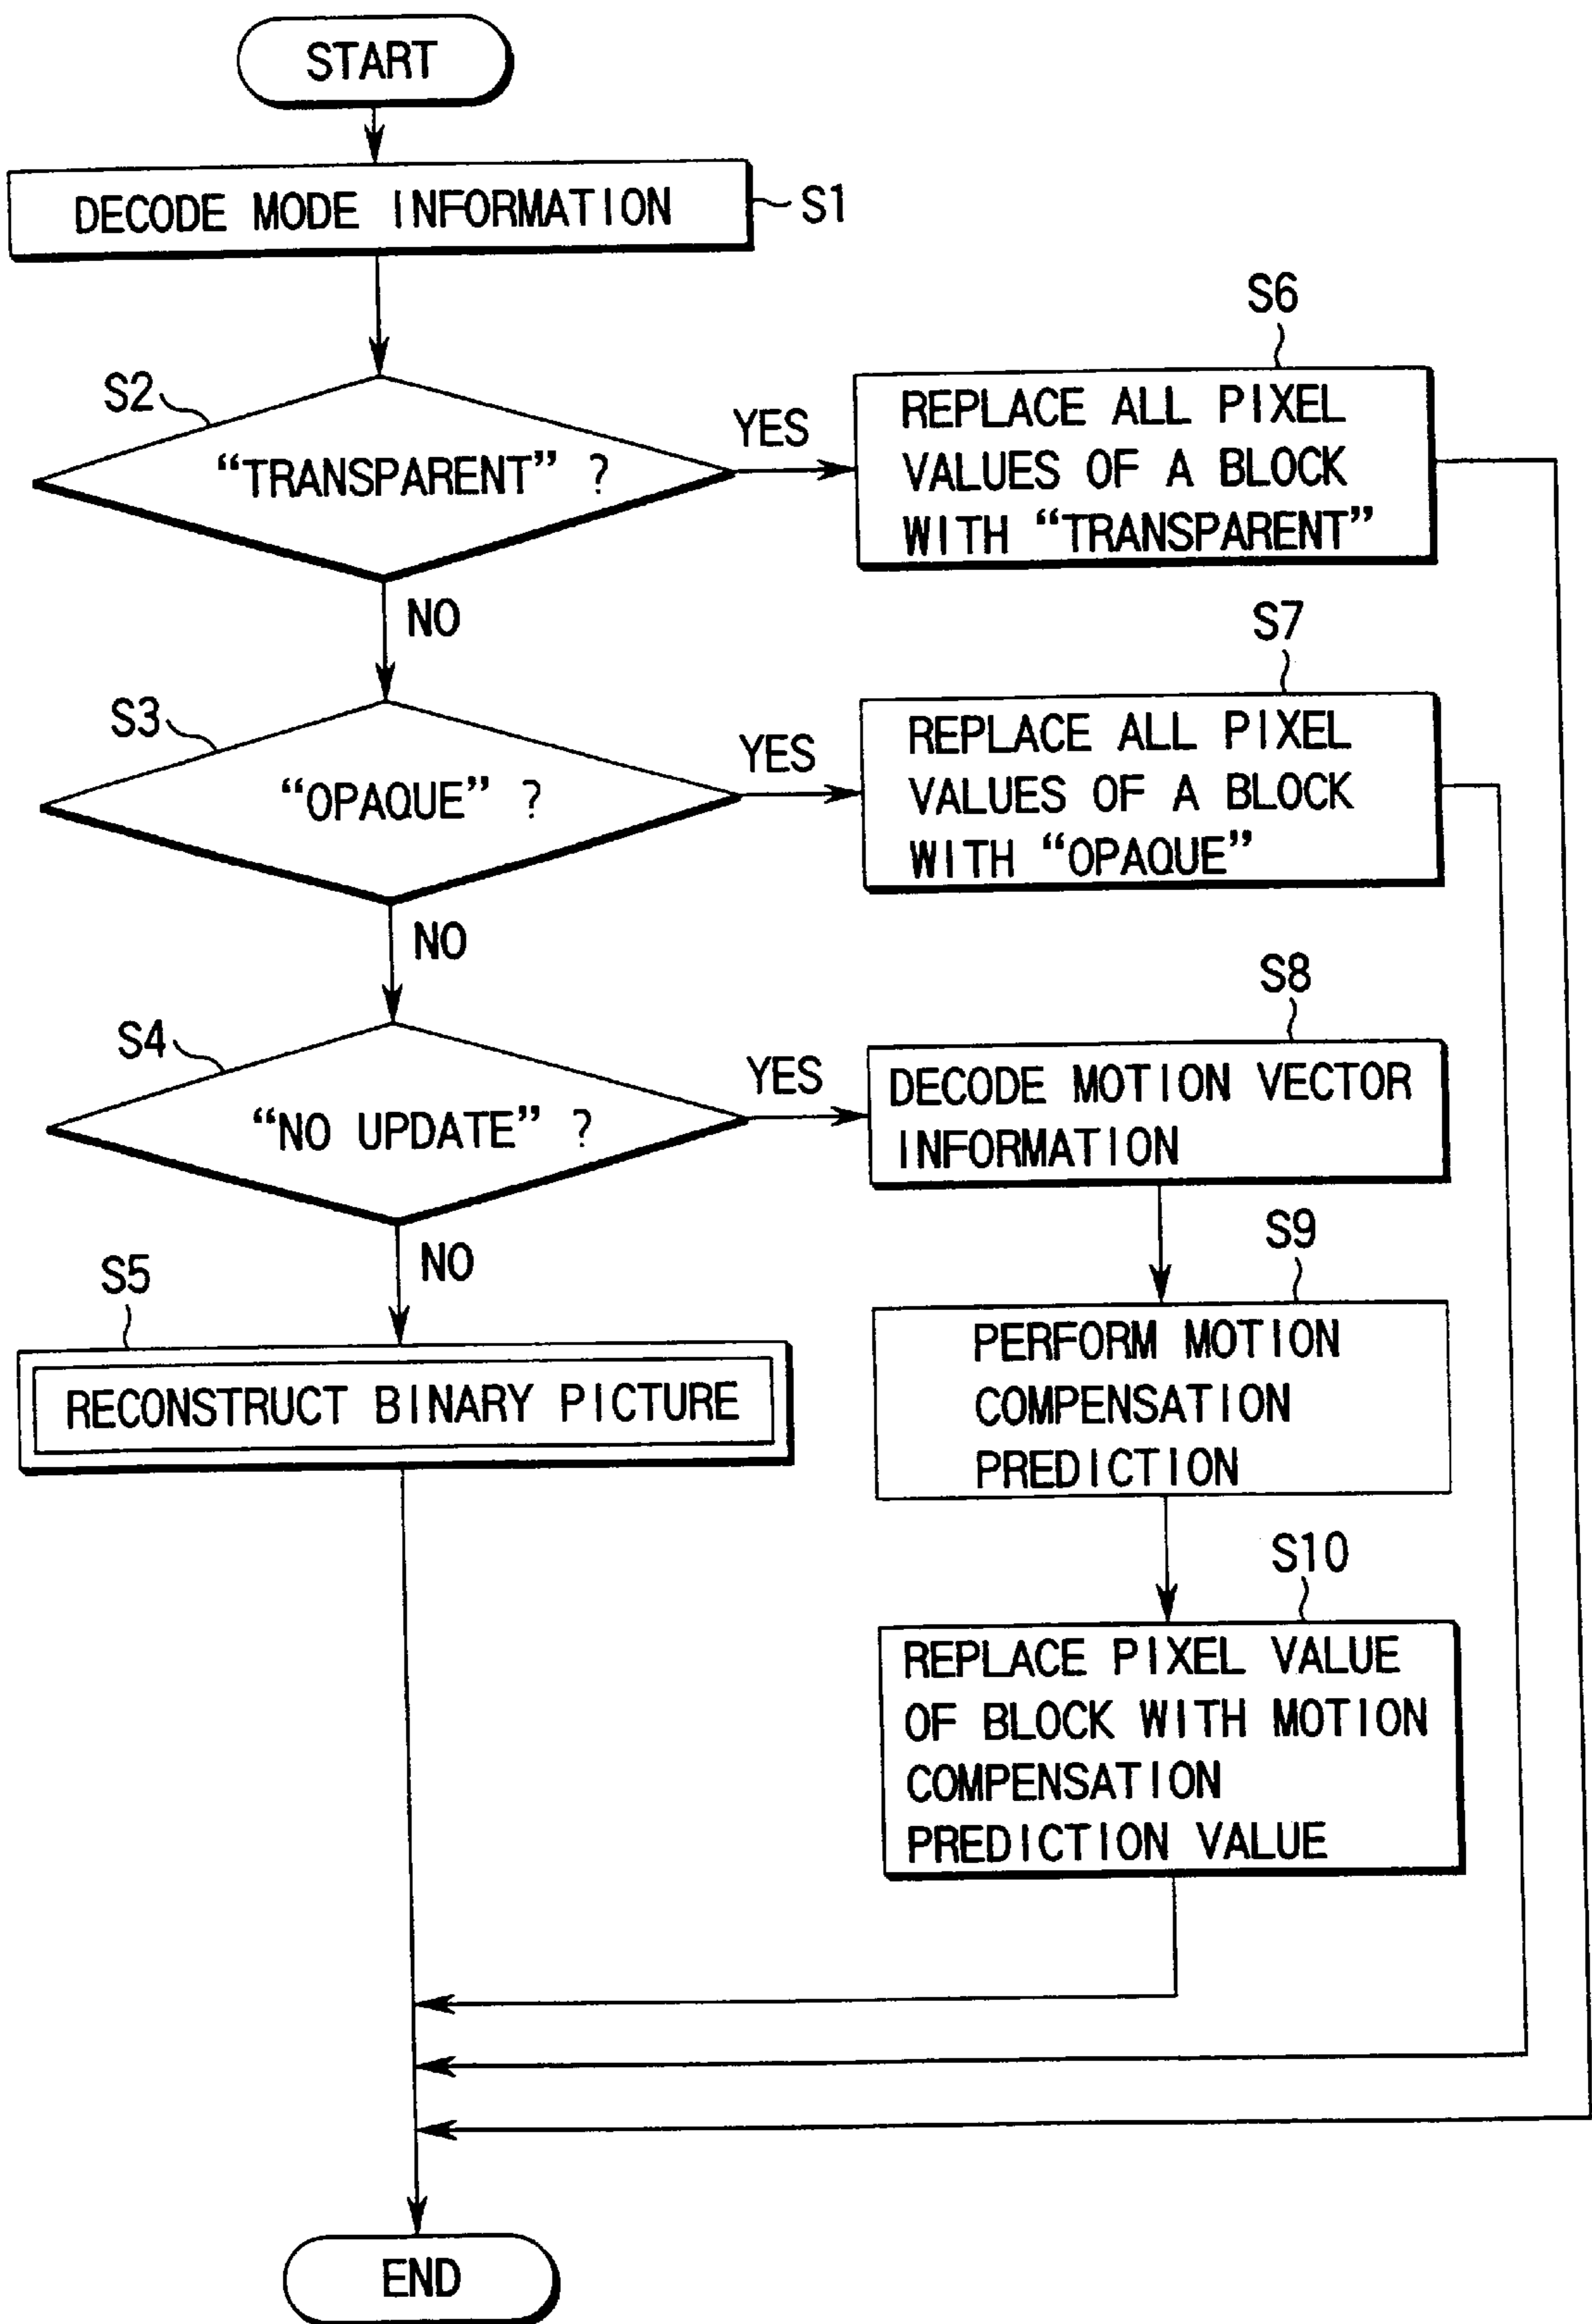 START
DECODE MODE INFORMATION
S1
S2
“TRANSPARENT” ?
YES
S6
REPLACE ALL PIXEL
VALUES OF A BLOCK
WITH “TRANSPARENT”
NO
S3
“OPAQUE” ?
YES
S7
REPLACE ALL PIXEL
VALUES OF A BLOCK
WITH “OPAQUE”
NO
S4
“NO UPDATE” ?
YES
S8
DECODE MOTION VECTOR
INFORMATION
NO
S5
RECONSTRUCT BINARY PICTURE
S9
PERFORM MOTION
COMPENSATION
PREDICTION
S10
REPLACE PIXEL VALUE
OF BLOCK WITH MOTION
COMPENSATION
PREDICTION VALUE
END